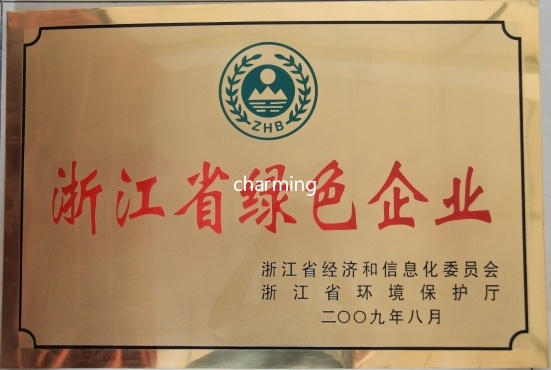 ZHB
浙江省绿色企业
charming
浙江省经济和信息化委员会
浙江省环境保护厅
二〇〇九年八月